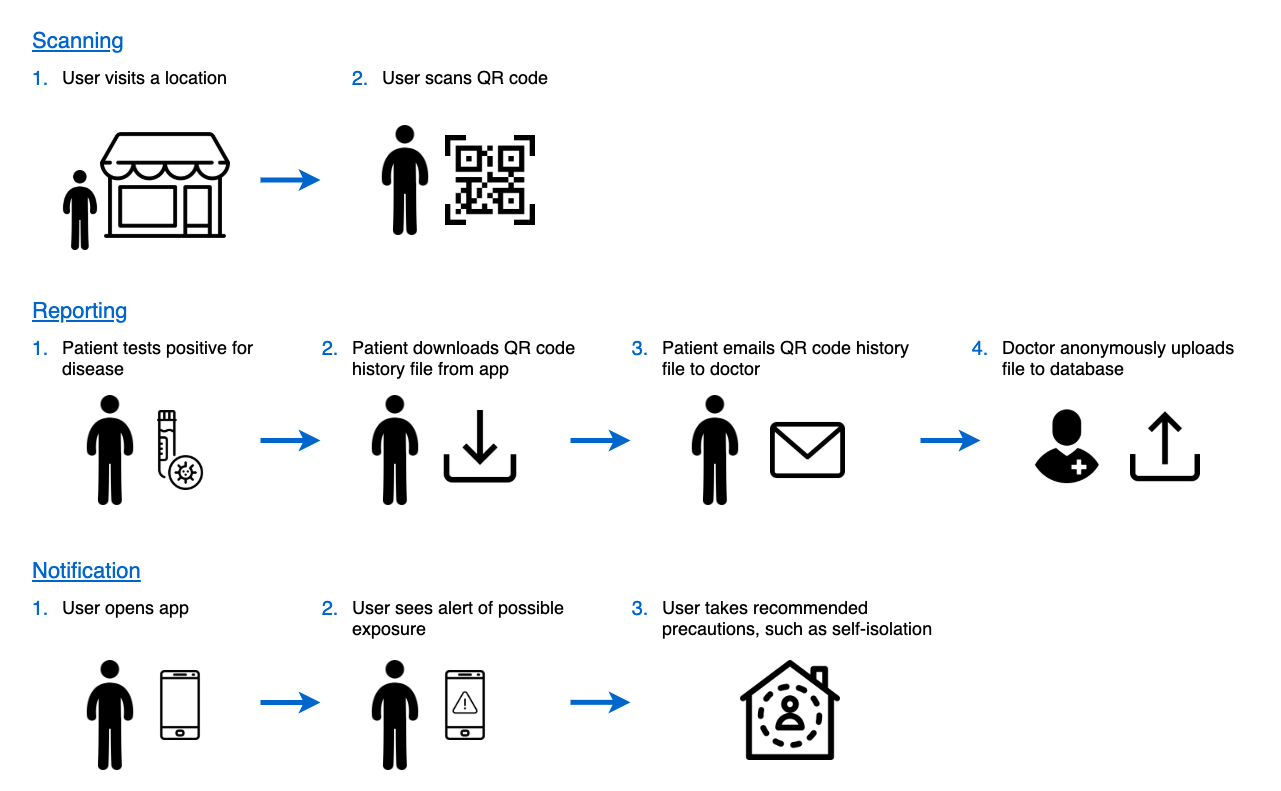 Scanning
1. User visits a location
2. User scans QR code
Reporting
1. Patient tests positive for
disease
2. Patient downloads QR code
history file from app
3. Patient emails QR code history
file to doctor
4. Doctor anonymously uploads
file to database
Notification
1. User opens app
2. User sees alert of possible
exposure
3. User takes recommended
precautions, such as self-isolation